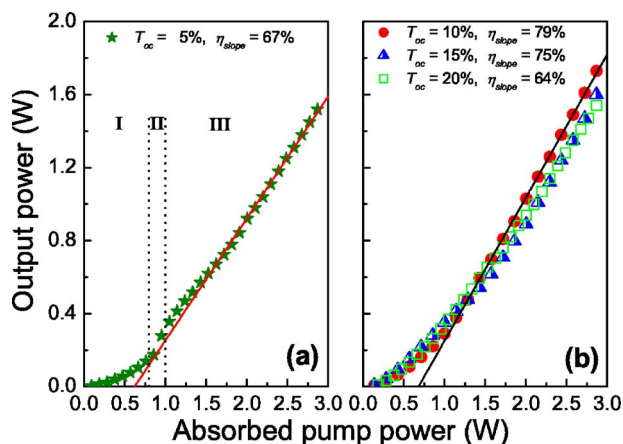 T_oc = 5%, η_slope = 67%
I II III
(a)
T_oc = 10%, η_slope = 79%
T_oc = 15%, η_slope = 75%
T_oc = 20%, η_slope = 64%
(b)
Output power (W)
2.0
1.6
1.2
0.8
0.4
0.0
0.0 0.5 1.0 1.5 2.0 2.5 3.0
0.0 0.5 1.0 1.5 2.0 2.5 3.0
Absorbed pump power (W)